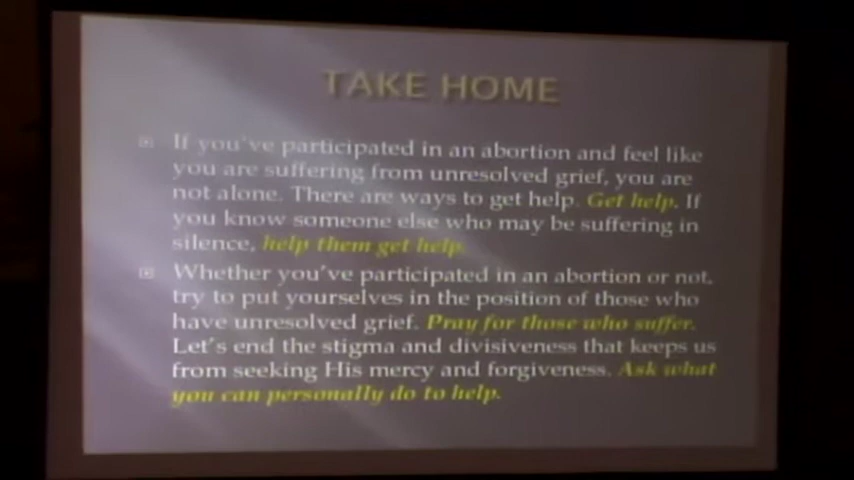 TAKE HOME
If you've participated in an abortion and feel like
you are suffering from unresolved grief, you are
not alone. There are ways to get help. Get help. If
you know someone else who may be suffering in
silence, help them get help.
Whether you've participated in an abortion or not,
try to put yourselves in the position of those who
have unresolved grief. Pray for those who suffer.
Let's end the stigma and divisiveness that keeps us
from seeking His mercy and forgiveness. Ask what
you can personally do to help.